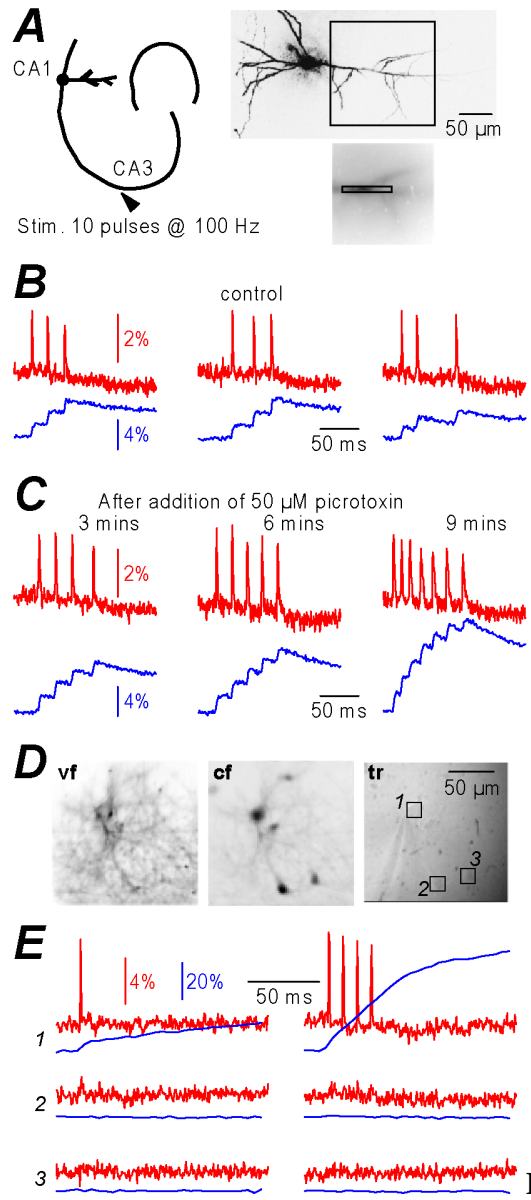 A
CA1
CA3
Stim. 10 pulses @ 100 Hz
50 µm
B
control
2%
4%
50 ms
C
After addition of 50 µM picrotoxin
3 mins 6 mins 9 mins
2%
4%
50 ms
D
vf cf tr
50 µm
1
2
3
E
4% 20%
50 ms
1
2
3
I